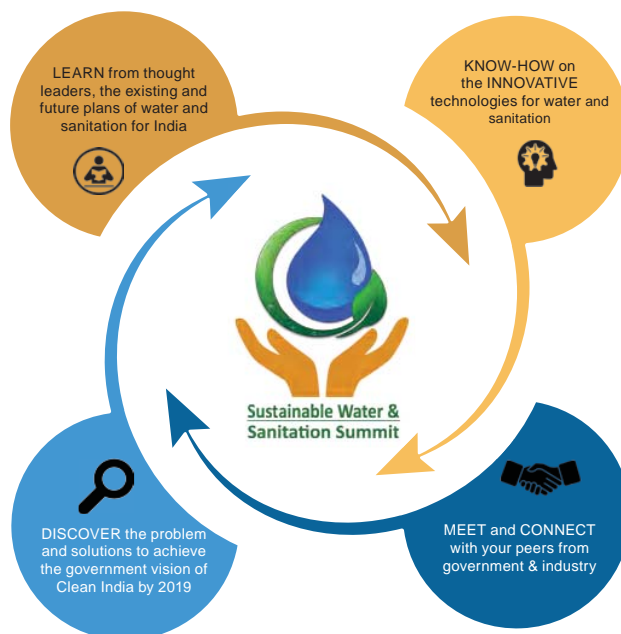 LEARN from thought
leaders, the existing and
future plans of water and
sanitation for India
KNOW-HOW on
the INNOVATIVE
technologies for water and
sanitation
Sustainable Water &
Sanitation Summit
DISCOVER the problem
and solutions to achieve
the government vision of
Clean India by 2019
MEET and CONNECT
with your peers from
government & industry